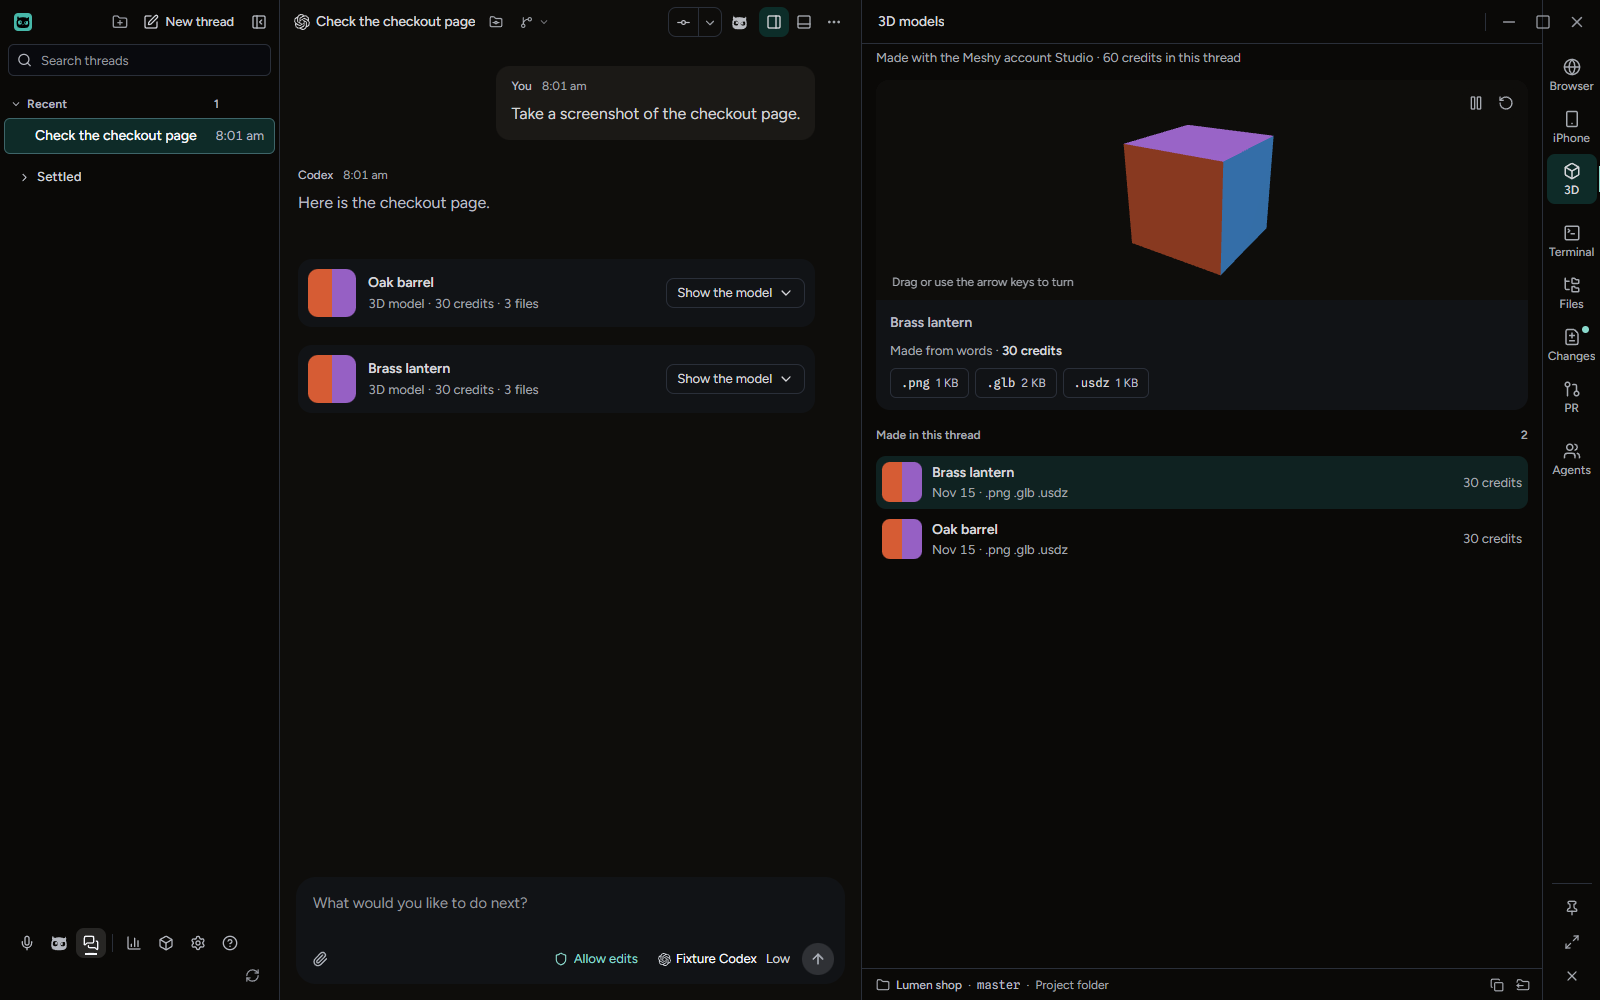 New thread
Search threads
Recent 1
Check the checkout page 8:01 am
Settled
Check the checkout page
You 8:01 am
Take a screenshot of the checkout page.
Codex 8:01 am
Here is the checkout page.
Oak barrel
3D model · 30 credits · 3 files
Show the model
Brass lantern
3D model · 30 credits · 3 files
Show the model
What would you like to do next?
Allow edits
Fixture Codex Low
3D models
Made with the Meshy account Studio · 60 credits in this thread
Drag or use the arrow keys to turn
Brass lantern
Made from words · 30 credits
.png 1 KB .glb 2 KB .usdz 1 KB
Made in this thread 2
Brass lantern
Nov 15 · .png .glb .usdz
30 credits
Oak barrel
Nov 15 · .png .glb .usdz
30 credits
Lumen shop · master · Project folder
Browser
iPhone
3D
Terminal
Files
Changes
PR
Agents